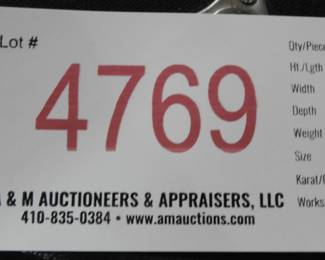 Lot #
4769
& M AUCTIONEERS & APPRAISERS, LLC
410-835-0384 • www.amauctions.com
Qty/Piece
Ht./Lgth
Width
Depth
Weight
Size
Karat/
Works